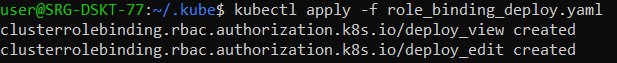 user@SRG-DSKT-77:~/.kube$ kubectl apply -f role_binding_deploy.yaml
clusterrolebinding.rbac.authorization.k8s.io/deploy_view created
clusterrolebinding.rbac.authorization.k8s.io/deploy_edit created